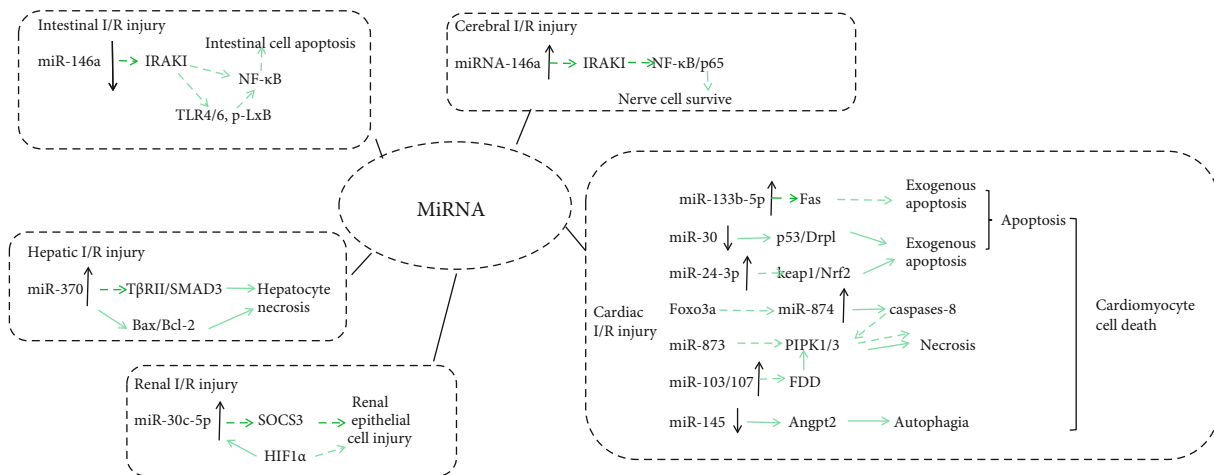 Intestinal I/R injury
Intestinal cell apoptosis
miR-146a
IRAKI
NF-κB
TLR4/6, p-LxB
Cerebral I/R injury
miRNA-146a
IRAKI
NF-κB/p65
Nerve cell survive
MiRNA
Hepatic I/R injury
miR-370
TβRII/SMAD3
Hepatocyte
necrosis
Bax/Bcl-2
Renal I/R injury
miR-30c-5p
SOCS3
Renal
epithelial
cell injury
HIF1α
Cardiac
I/R injury
miR-133b-5p
Fas
Exogenous
apoptosis
miR-30
p53/Drpl
Exogenous
apoptosis
miR-24-3p
keap1/Nrf2
Apoptosis
Foxo3a
miR-874
caspases-8
miR-873
PIPK1/3
Necrosis
miR-103/107
FDD
miR-145
Angpt2
Autophagia
Cardiomyocyte
cell death